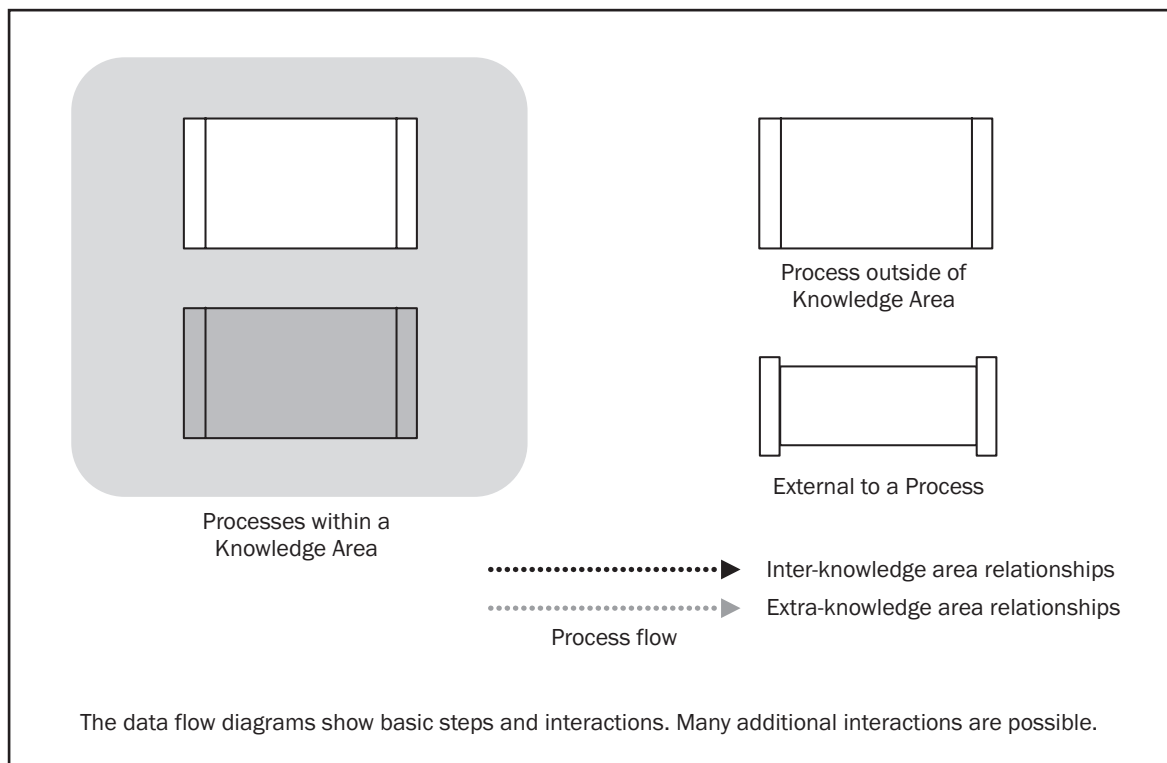 Process outside of
Knowledge Area
External to a Process
Processes within a
Knowledge Area
Inter-knowledge area relationships
Extra-knowledge area relationships
Process flow
The data flow diagrams show basic steps and interactions. Many additional interactions are possible.